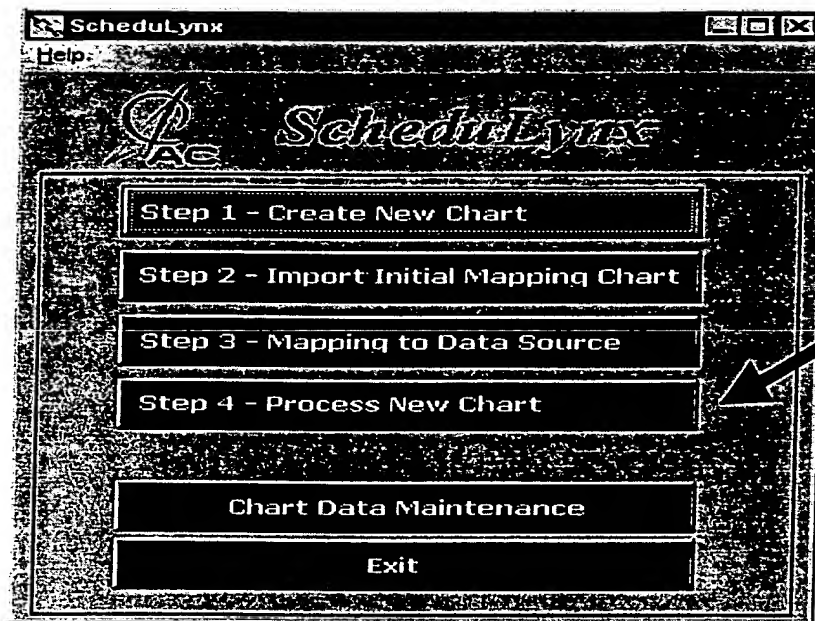 ScheduLynx
Help
AC
ScheduLynx
Step 1 - Create New Chart
Step 2 - Import Initial Mapping Chart
Step 3 - Mapping to Data Source
Step 4 - Process New Chart
Chart Data Maintenance
Exit